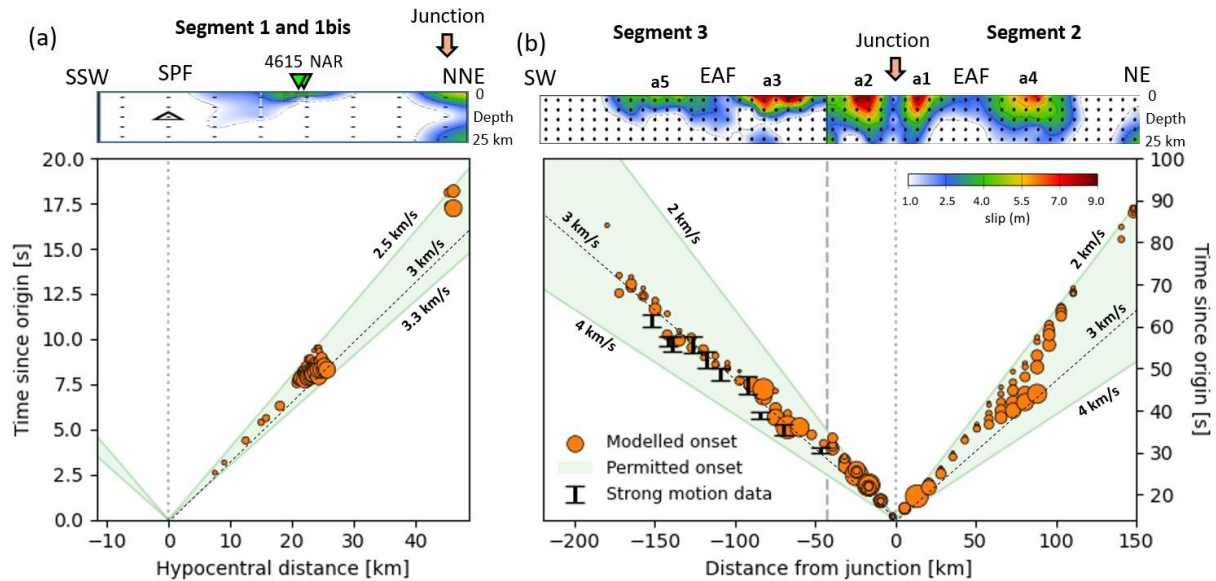 (a)
Segment 1 and 1bis
Junction
SSW
SPF
4615 NAR
NNE
0
Depth
25 km
20.0
17.5
15.0
12.5
10.0
7.5
5.0
2.5
0.0
Time since origin [s]
2.5 km/s
3 km/s
3.3 km/s
−10 0 10 20 30 40
Hypocentral distance [km]
(b)
Segment 3
Junction
Segment 2
SW
a5
EAF
a3
a2
a1
EAF
a4
NE
0
Depth
25 km
1.0 2.5 4.0 5.5 7.0 9.0
slip (m)
3 km/s
2 km/s
4 km/s
2 km/s
3 km/s
4 km/s
Modelled onset
Permitted onset
Strong motion data
100
90
80
70
60
50
40
30
20
Time since origin [s]
−200 −150 −100 −50 0 50 100 150
Distance from junction [km]